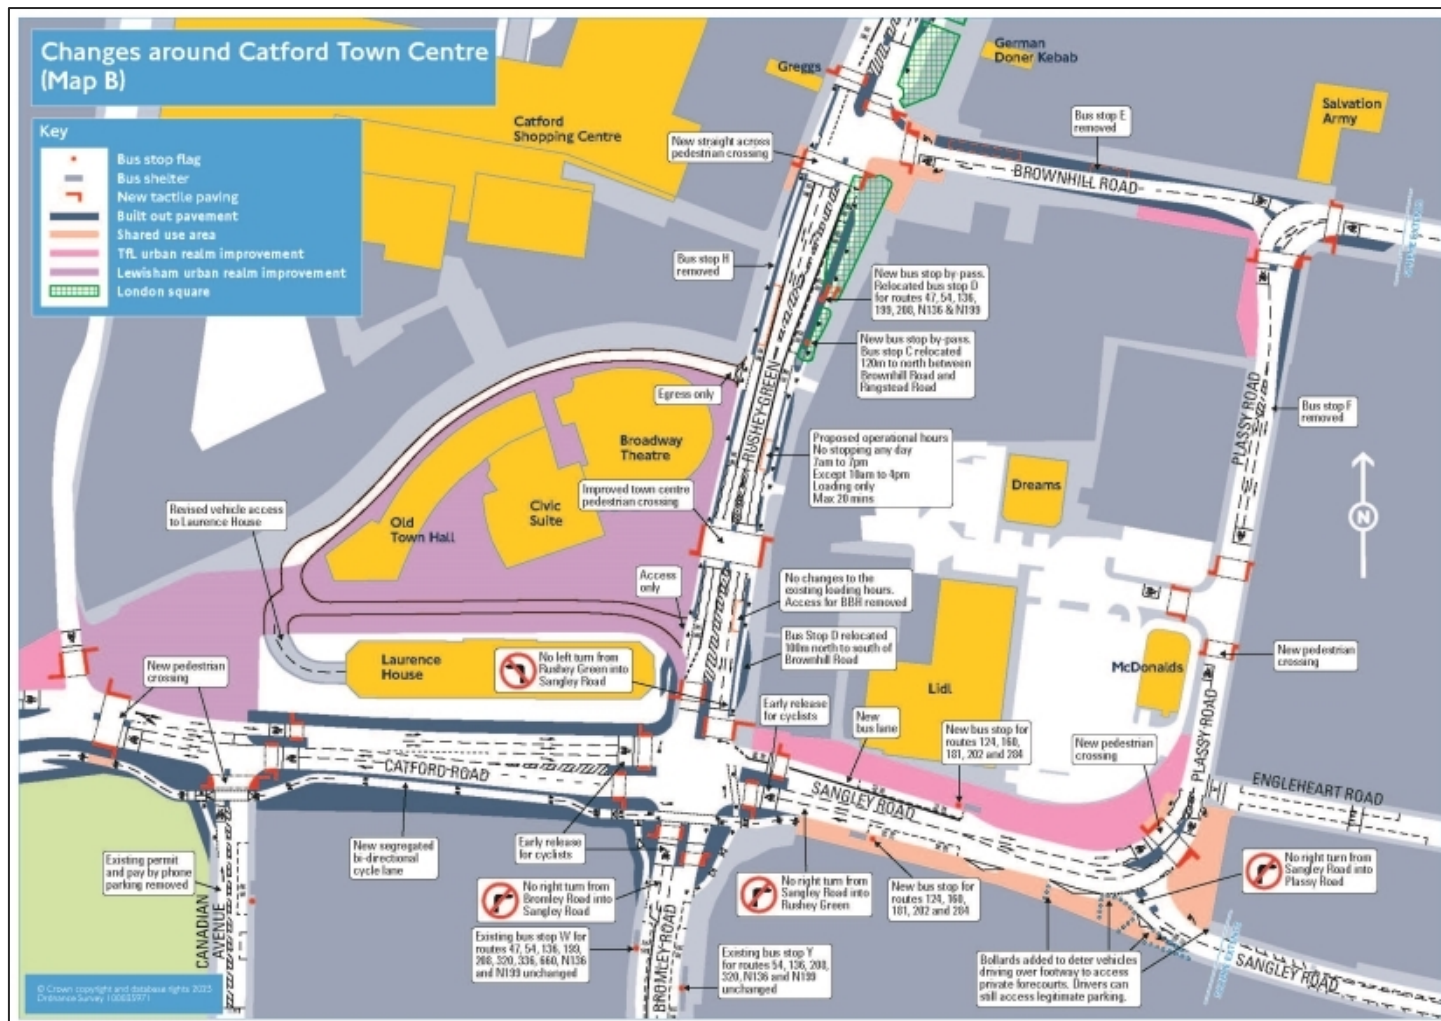 Changes around Catford Town Centre
(Map B)
Key
Bus stop flag
Bus shelter
New tactile paving
Built out pavement
Shared use area
TfL urban realm improvement
Lewisham urban realm improvement
London square
Catford
Shopping Centre
Greggs
German
Doner Kebab
Salvation
Army
Bus stop E
removed
New straight across
pedestrian crossing
BROWNHILL ROAD
Bus stop H
removed
New bus stop by-pass.
Relocated bus stop D
for routes 47, 54, 136,
199, 208, N136 & N199
New bus stop by-pass.
Bus stop C relocated
120m to north between
Brownhill Road and
Ringstead Road
RUSHEY GREEN
Egress only
Bus stop F
removed
PLASSY ROAD
Broadway
Theatre
Proposed operational hours
No stopping any day
7am to 7pm
Except 10am to 4pm
Loading only
Max 20 mins
Improved town centre
pedestrian crossing
Dreams
Civic
Suite
Old
Town Hall
Revised vehicle access
to Laurence House
N
Access
only
No changes to the
existing loading hours.
Access for BBH removed
Bus Stop D relocated
100m north to south of
Brownhill Road
New pedestrian
crossing
McDonalds
Lidl
Laurence
House
No left turn from
Rushey Green into
Sangley Road
New pedestrian
crossing
Early release
for cyclists
New
bus lane
New bus stop for
routes 124, 160,
181, 202 and 284
New pedestrian
crossing
PLASSY ROAD
CATFORD ROAD
SANGLEY ROAD
ENGLEHEART ROAD
Existing permit
and pay by phone
parking removed
New segregated
bi-directional
cycle lane
Early release
for cyclists
No right turn from
Bromley Road into
Sangley Road
No right turn from
Sangley Road into
Rushey Green
New bus stop for
routes 124, 160,
181, 202 and 284
No right turn from
Sangley Road into
Plassy Road
CANADIAN
AVENUE
Existing bus stop W for
routes 47, 54, 136, 199,
208, 320, 336, 660, N136
and N199 unchanged
BROMLEY ROAD
Existing bus stop Y
for routes 54, 136, 208,
320, N136 and N199
unchanged
Bollards added to deter vehicles
driving over footway to access
private forecourts. Drivers can
still access legitimate parking.
SANGLEY ROAD
© Crown copyright and database rights 2025
Ordnance Survey 100035971